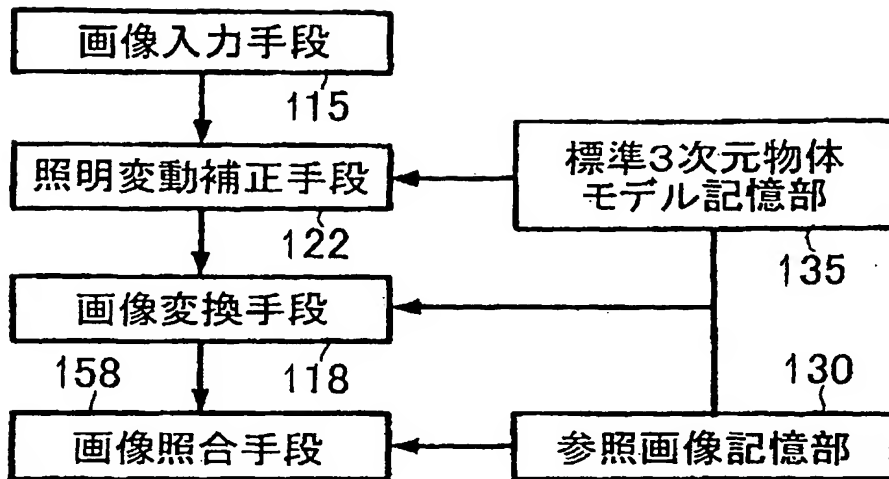 画像入力手段
115
照明変動補正手段
122
標準3次元物体
モデル記憶部
135
画像変換手段
118
158
画像照合手段
130
参照画像記憶部